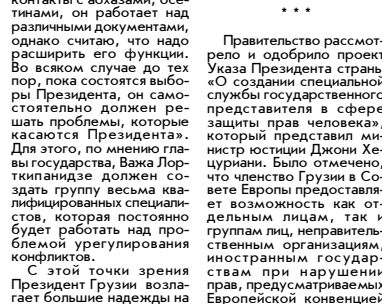 контакты с абхазами, осе-
тинами, он работает над
различными документами,
однако считаю, что надо
расширить его функции.
Во всяком случае до тех
пор, пока состоятся выбо-
ры Президента, он само-
стоятельно должен ре-
шать проблемы, которые
касаются Президента».
Для этого, по мнению гла-
вы государства, Важа Лор-
ткипанидзе должен со-
здать группу весьма ква-
лифицированных специали-
стов, которая постоянно
будет работать над про-
блемой урегулирования
конфликтов.
С этой точки зрения
Президент Грузии возла-
гает большие надежды на
* * *
Правительство рассмот-
рело и одобрило проект
Указа Президента страны
«О создании специальной
службы государственного
представителя в сфере
защиты прав человека»,
который представил ми-
нистр юстиции Джони Хе-
цуриани. Было отмечено,
что членство Грузии в Со-
вете Европы предоставля-
ет возможность как от-
дельным лицам, так и
группам лиц, неправитель-
ственным организациям,
иностранным государ-
ствам при нарушении
прав, предусматриваемых
Европейской конвенцией